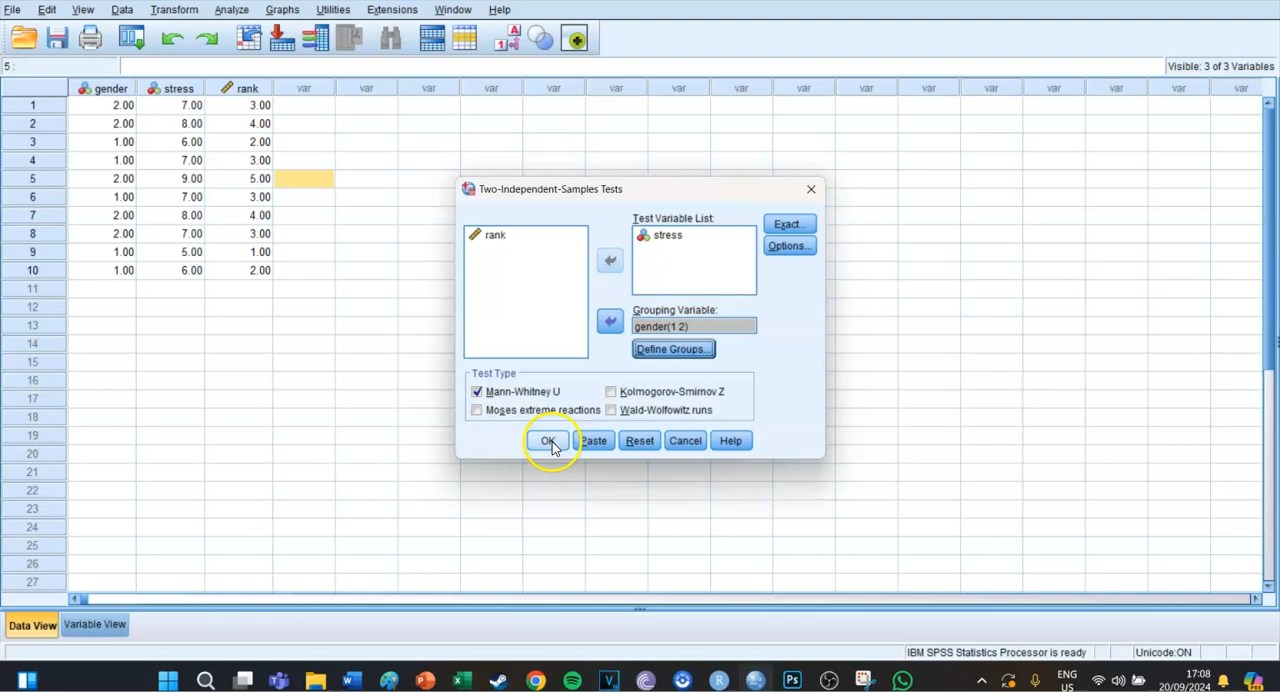 File Edit View Data Transform Analyze Graphs Utilities Extensions Window Help
5 : Visible: 3 of 3 Variables
gender stress rank var var var var var var var var var var var var var var var var
1 2.00 7.00 3.00
2 2.00 8.00 4.00
3 1.00 6.00 2.00
4 1.00 7.00 3.00
5 2.00 9.00 5.00
6 1.00 7.00 3.00
7 2.00 8.00 4.00
8 2.00 7.00 3.00
9 1.00 5.00 1.00
10 1.00 6.00 2.00
11
12
13
14
15
16
17
18
19
20
21
22
23
24
25
26
27
Two-Independent-Samples Tests
Test Variable List:
rank
stress
Exact...
Options...
Grouping Variable:
gender(1 2)
Define Groups...
Test Type
Mann-Whitney U Kolmogorov-Smirnov Z
Moses extreme reactions Wald-Wolfowitz runs
OK Paste Reset Cancel Help
Data View Variable View
IBM SPSS Statistics Processor is ready Unicode:ON
ENG 17:08
US 20/09/2024